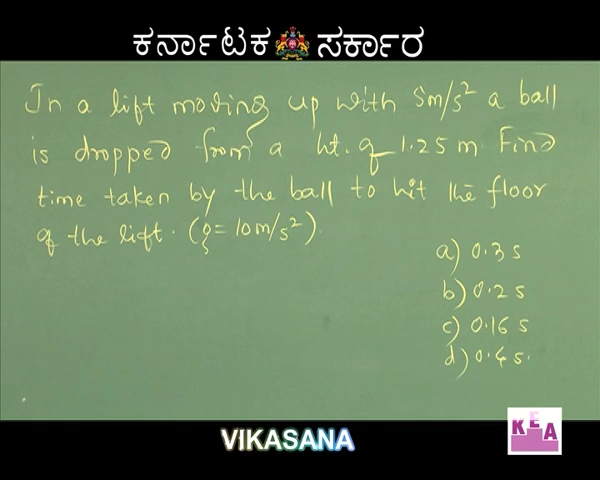 ಕರ್ನಾಟಕ ಸರ್ಕಾರ
In a lift moving up with 5m/s² a ball
is dropped from a ht. of 1.25 m Find
time taken by the ball to hit the floor
of the lift. (g = 10 m/s²).
a) 0.3 s
b) 0.2 s
c) 0.16 s
d) 0.4 s.
VIKASANA
KEA